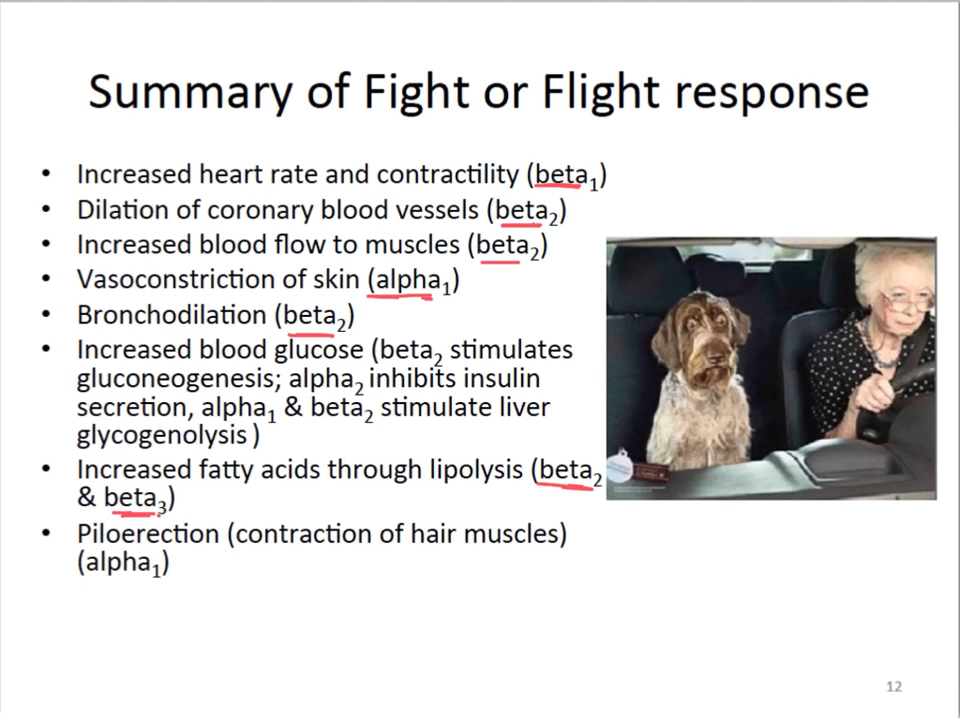 Summary of Fight or Flight response
• Increased heart rate and contractility (beta₁)
• Dilation of coronary blood vessels (beta₂)
• Increased blood flow to muscles (beta₂)
• Vasoconstriction of skin (alpha₁)
• Bronchodilation (beta₂)
• Increased blood glucose (beta₂ stimulates
gluconeogenesis; alpha₂ inhibits insulin
secretion, alpha₁ & beta₂ stimulate liver
glycogenolysis )
• Increased fatty acids through lipolysis (beta₂
& beta₃)
• Piloerection (contraction of hair muscles)
(alpha₁)
12